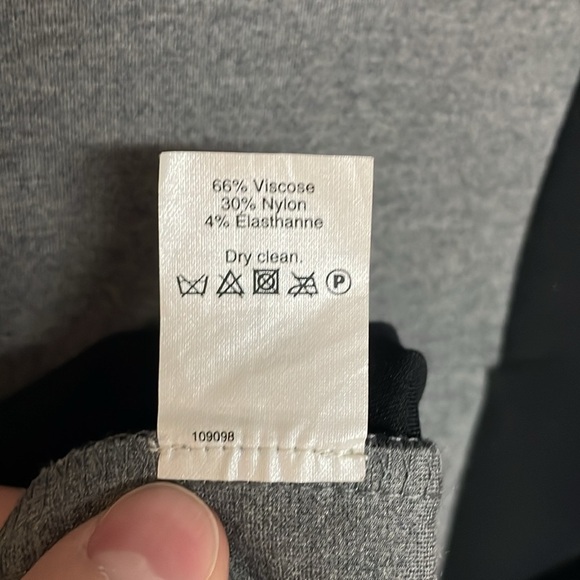 66% Viscose
30% Nylon
4% Élasthanne
Dry clean.
P
109098